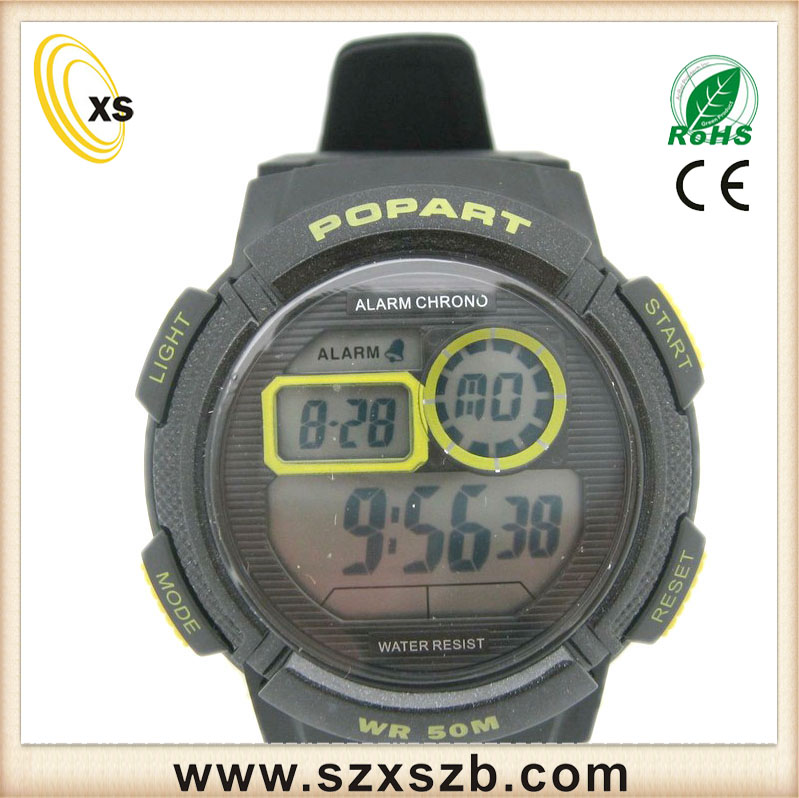 XS
RoHS
CE
POPART
ALARM CHRONO
LIGHT
START
ALARM
MO
8-28
9:56 38
MODE
RESET
WATER RESIST
WR 50M
www.szxszb.com